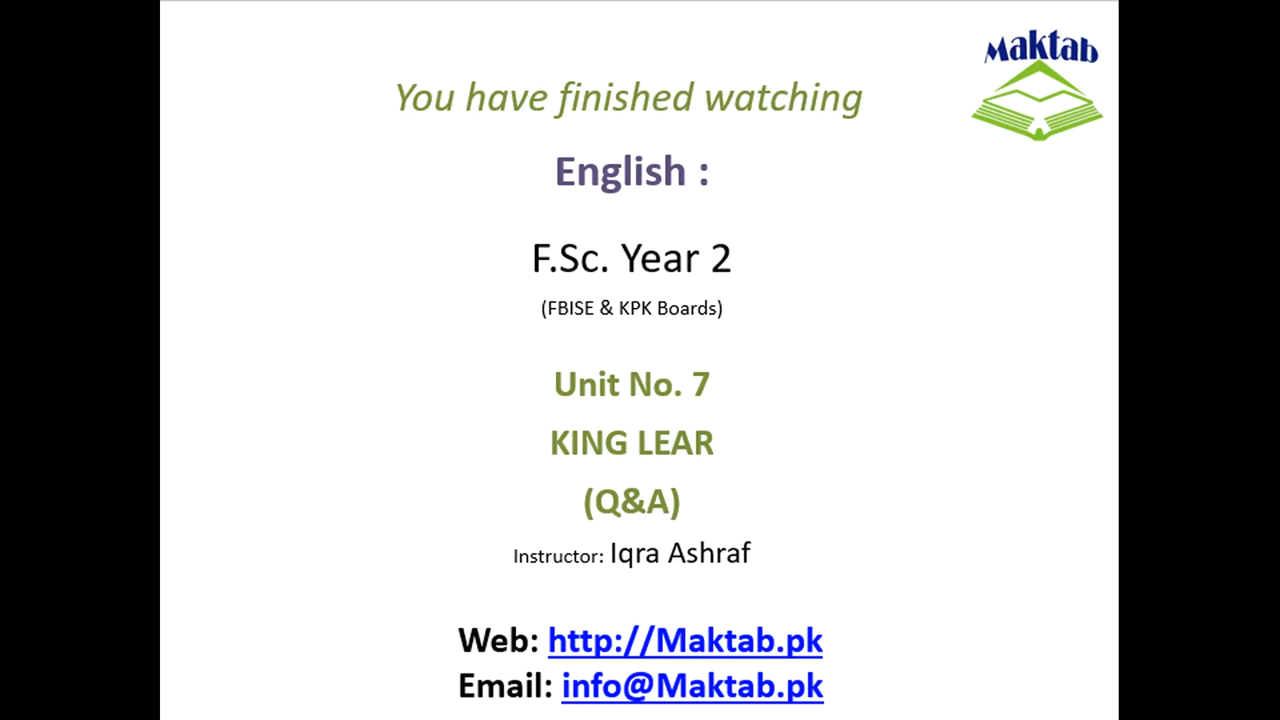 Maktab
You have finished watching
English :
F.Sc. Year 2
(FBISE & KPK Boards)
Unit No. 7
KING LEAR
(Q&A)
Instructor: Iqra Ashraf
Web: http://Maktab.pk
Email: info@Maktab.pk